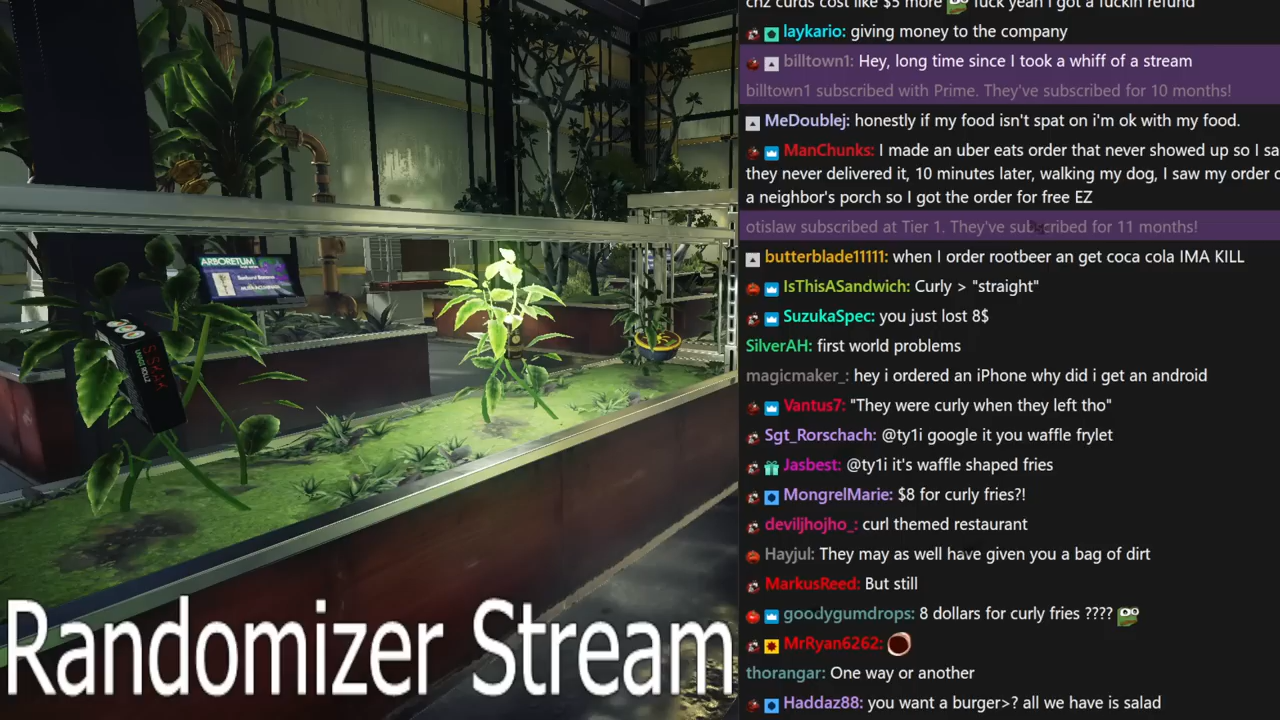 chz curds cost like $5 more fuck yeah i got a fuckin refund
laykario: giving money to the company
billtown1: Hey, long time since I took a whiff of a stream
billtown1 subscribed with Prime. They've subscribed for 10 months!
MeDoublej: honestly if my food isn't spat on i'm ok with my food.
ManChunks: I made an uber eats order that never showed up so I sa
they never delivered it, 10 minutes later, walking my dog, I saw my order o
a neighbor's porch so I got the order for free EZ
otislaw subscribed at Tier 1. They've subscribed for 11 months!
butterblade11111: when I order rootbeer an get coca cola IMA KILL
IsThisASandwich: Curly > "straight"
SuzukaSpec: you just lost 8$
SilverAH: first world problems
magicmaker_: hey i ordered an iPhone why did i get an android
Vantus7: "They were curly when they left tho"
Sgt_Rorschach: @ty1i google it you waffle frylet
Jasbest: @ty1i it's waffle shaped fries
MongrelMarie: $8 for curly fries?!
deviljhojho_: curl themed restaurant
Hayjul: They may as well have given you a bag of dirt
MarkusReed: But still
goodygumdrops: 8 dollars for curly fries ????
MrRyan6262:
thorangar: One way or another
Haddaz88: you want a burger>? all we have is salad
ARBORETUM
Randomizer Stream